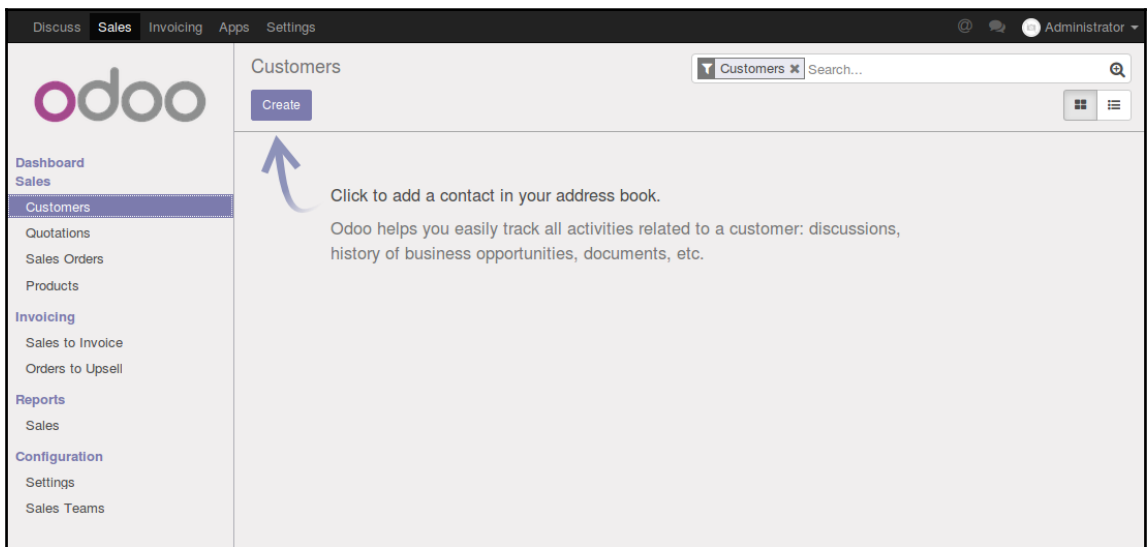 Discuss Sales Invoicing Apps Settings @ Administrator
odoo
Customers
Customers Search...
Create
Dashboard
Sales
Customers
Quotations
Sales Orders
Products
Invoicing
Sales to Invoice
Orders to Upsell
Reports
Sales
Configuration
Settings
Sales Teams
Click to add a contact in your address book.
Odoo helps you easily track all activities related to a customer: discussions,
history of business opportunities, documents, etc.